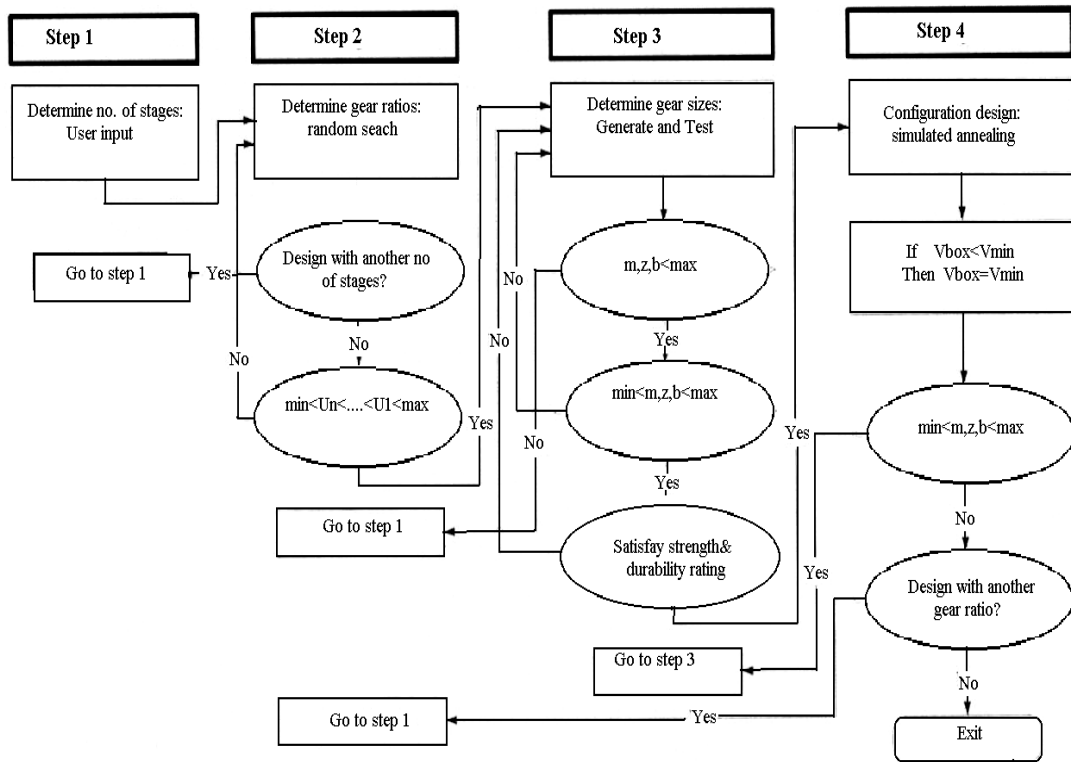 Step 1
Step 2
Step 3
Step 4
Determine no. of stages:
User input
Determine gear ratios:
random seach
Determine gear sizes:
Generate and Test
Configuration design:
simulated annealing
Go to step 1
Yes
Design with another no
of stages?
No
No
min<Un<....<U1<max
Yes
Go to step 1
m,z,b<max
No
No
No
Yes
min<m,z,b<max
Yes
Satisfay strength&
durability rating
Yes
If Vbox<Vmin
Then Vbox=Vmin
min<m,z,b<max
Yes
No
Go to step 3
Design with another
gear ratio?
Yes
Go to step 1
No
Exit